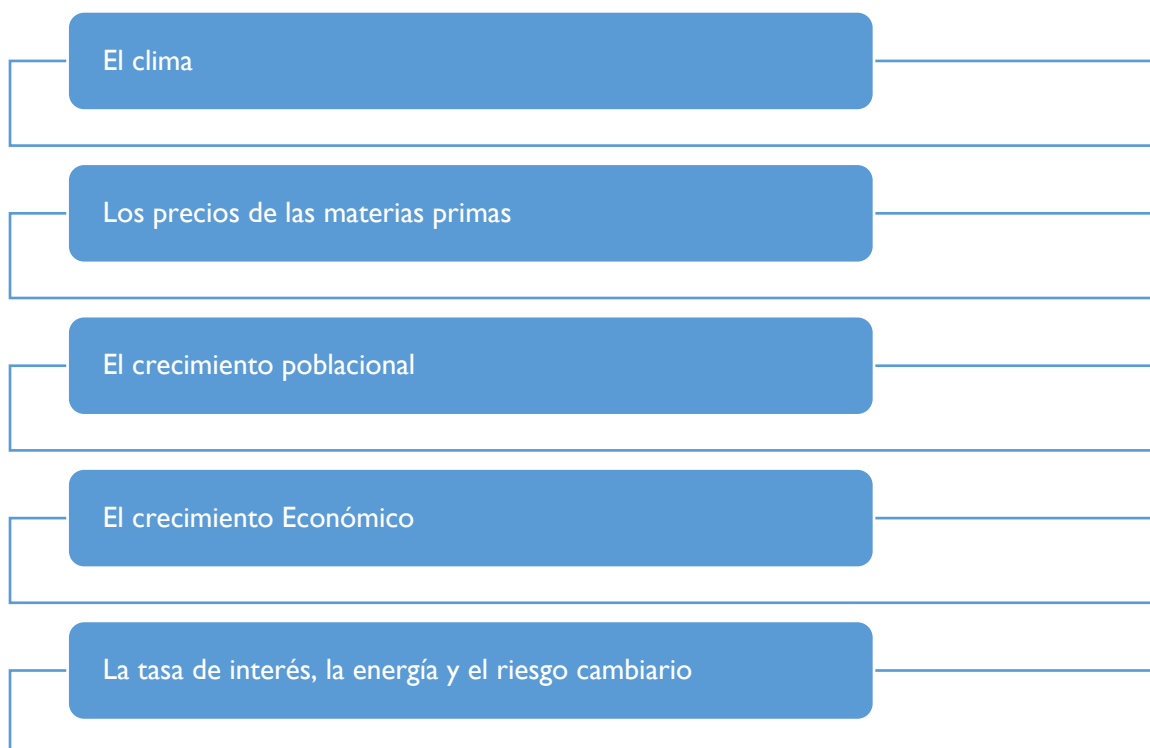 El clima
Los precios de las materias primas
El crecimiento poblacional
El crecimiento Económico
La tasa de interés, la energía y el riesgo cambiario